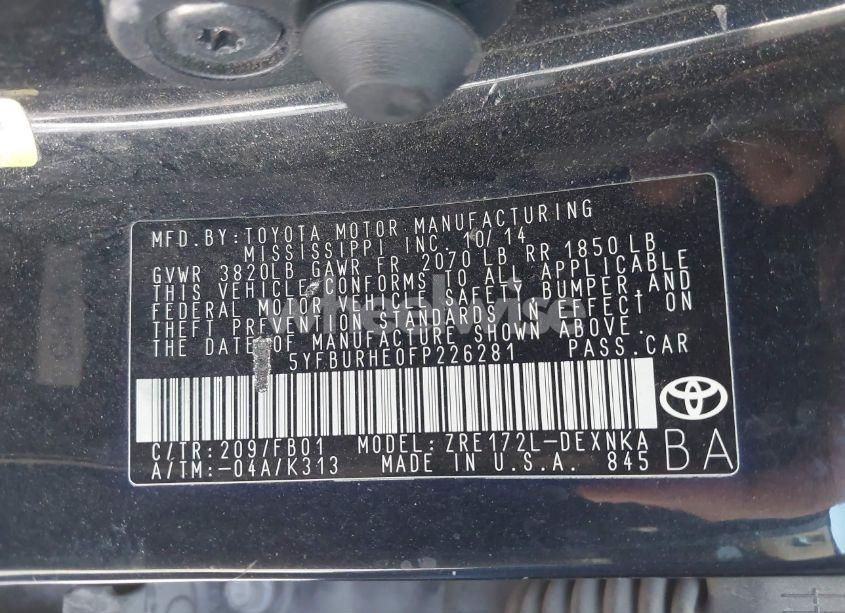 MFD.BY:TOYOTA MOTOR MANUFACTURING
MISSISSIPPI INC. 10/14
GVWR 3820LB GAWR FR 2070 LB RR 1850 LB
THIS VEHICLE CONFORMS TO ALL APPLICABLE
FEDERAL MOTOR VEHICLE SAFETY BUMPER,AND
THEFT PREVENTION STANDARDS IN EFFECT ON
THE DATE OF MANUFACTURE SHOWN ABOVE.
5YFBURHE0FP226281 PASS.CAR
C/TR:209/FB01 MODEL:ZRE172L-DEXNKA
A/TM:-04A/K313 MADE IN U.S.A. 845
BA
wheelwise